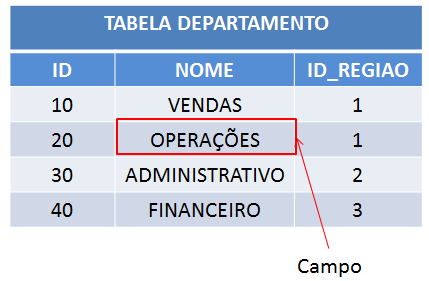 TABELA DEPARTAMENTO
ID NOME ID_REGIAO
10 VENDAS 1
20 OPERAÇÕES 1
30 ADMINISTRATIVO 2
40 FINANCEIRO 3
Campo